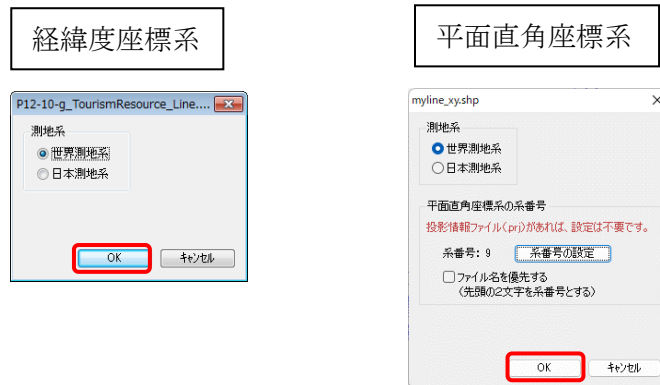 経緯度座標系
P12-10-g_TourismResource_Line....
測地系
世界測地系
日本測地系
OK
キャンセル
平面直角座標系
myline_xy.shp
測地系
世界測地系
日本測地系
平面直角座標系の系番号
投影情報ファイル(.prj)があれば、設定は不要です。
系番号: 9 系番号の設定
ファイル名を優先する
(先頭の2文字を系番号とする)
OK
キャンセル